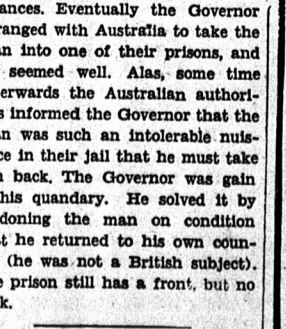 ances. Eventually the Governor
ranged with Australia to take the
an into one of their prisons, and
seemed well. Alas, some time
erwards the Australian authori-
s informed the Governor that the
n was such an intolerable nuis-
ce in their jail that he must take
back. The Governor was gain
his quandary. He solved it by
doning the man on condition
t he returned to his own coun-
(he was not a British subject).
prison still has a front, but no
k.